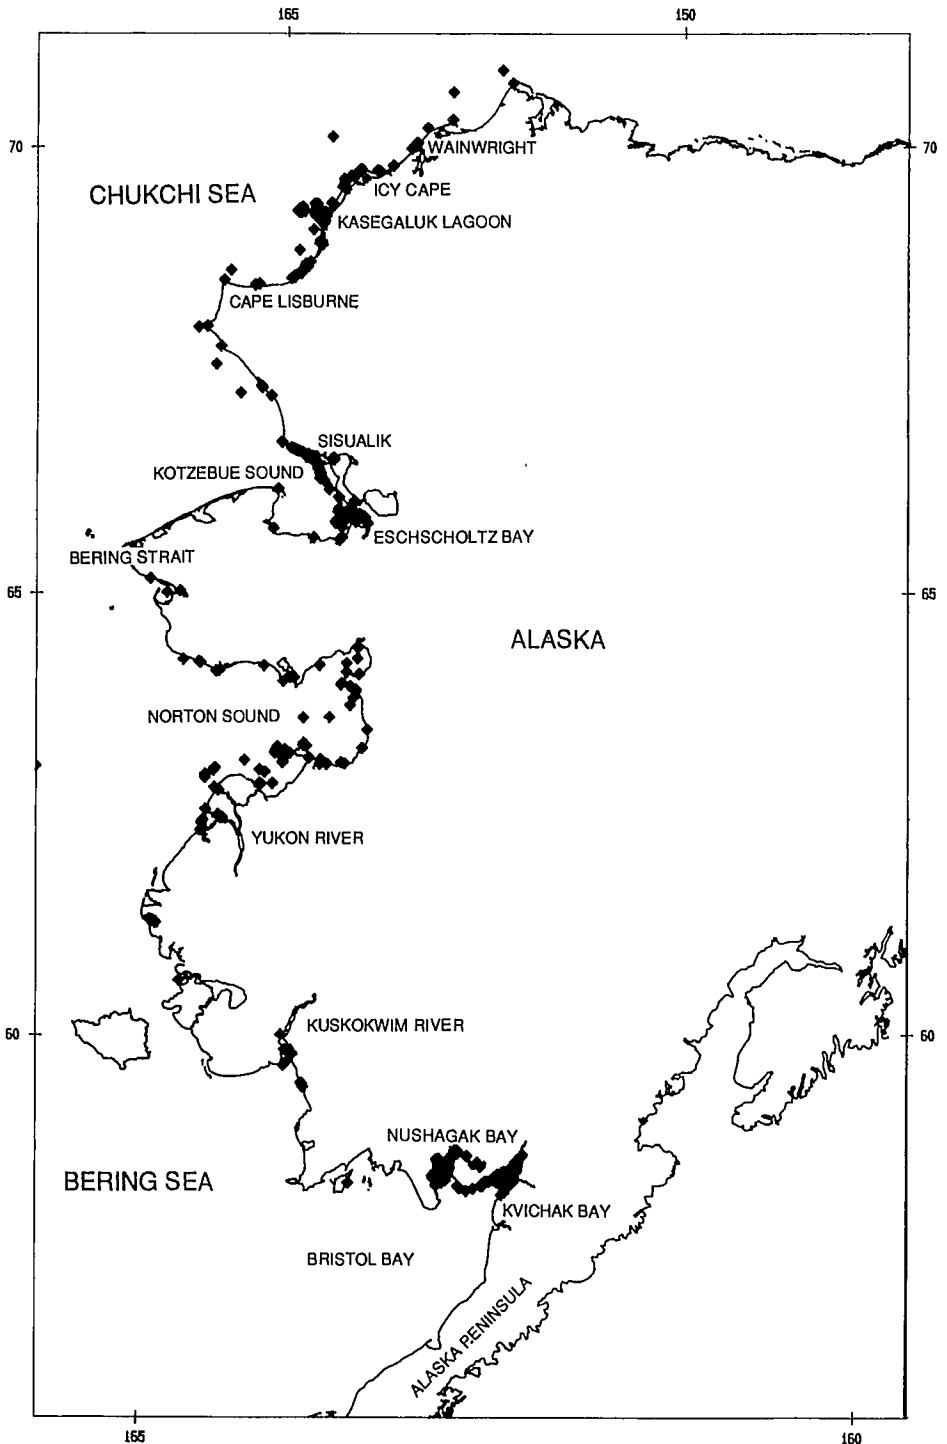 165 150
70 70
WAINWRIGHT
CHUKCHI SEA
ICY CAPE
KASEGALUK LAGOON
CAPE LISBURNE
SISUALIK
KOTZEBUE SOUND
ESCHSCHOLTZ BAY
BERING STRAIT
65 65
ALASKA
NORTON SOUND
YUKON RIVER
KUSKOKWIM RIVER
60 60
NUSHAGAK BAY
BERING SEA
KVICHAK BAY
BRISTOL BAY
ALASKA PENINSULA
165 160